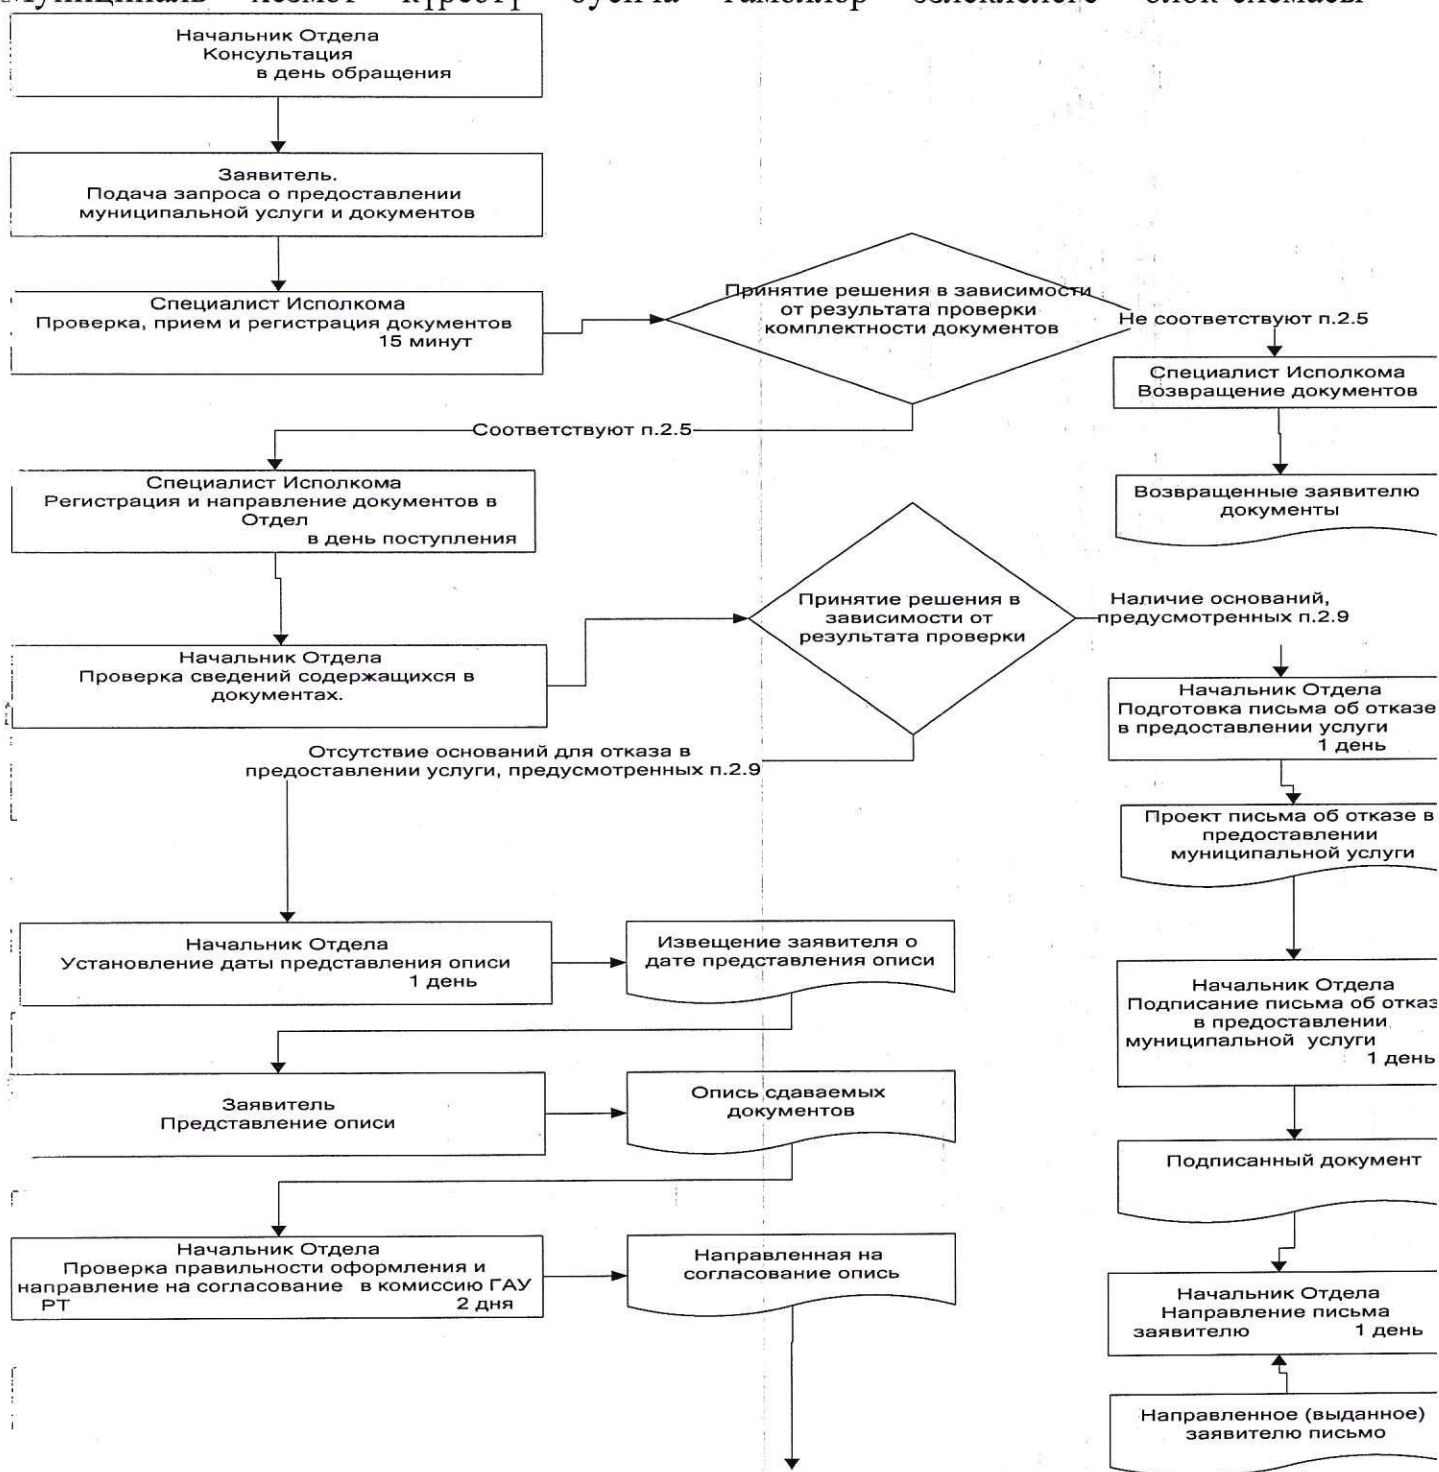 Начальник Отдела
Консультация
в день обращения
Заявитель.
Подача запроса о предоставлении
муниципальной услуги и документов
Специалист Исполкома
Проверка, прием и регистрация документов
15 минут
Принятие решения в зависимости
от результата проверки
комплектности документов
Не соответствуют п.2.5
Специалист Исполкома
Возвращение документов
Соответствуют п.2.5
Возвращенные заявителю
документы
Специалист Исполкома
Регистрация и направление документов в
Отдел
в день поступления
Принятие решения в
зависимости от
результата проверки
Наличие оснований,
предусмотренных п.2.9
Начальник Отдела
Проверка сведений содержащихся в
документах.
Начальник Отдела
Подготовка письма об отказе
в предоставлении услуги
1 день
Отсутствие оснований для отказа в
предоставлении услуги, предусмотренных п.2.9
Проект письма об отказе в
предоставлении
муниципальной услуги
Начальник Отдела
Установление даты представления описи
1 день
Извещение заявителя о
дате представления описи
Начальник Отдела
Подписание письма об отказ
в предоставлении
муниципальной услуги
1 день
Заявитель
Представление описи
Опись сдаваемых
документов
Подписанный документ
Начальник Отдела
Проверка правильности оформления и
направление на согласование в комиссию ГАУ
РТ 2 дня
Направленная на
согласование опись
Начальник Отдела
Направление письма
заявителю 1 день
Направленное (выданное)
заявителю письмо